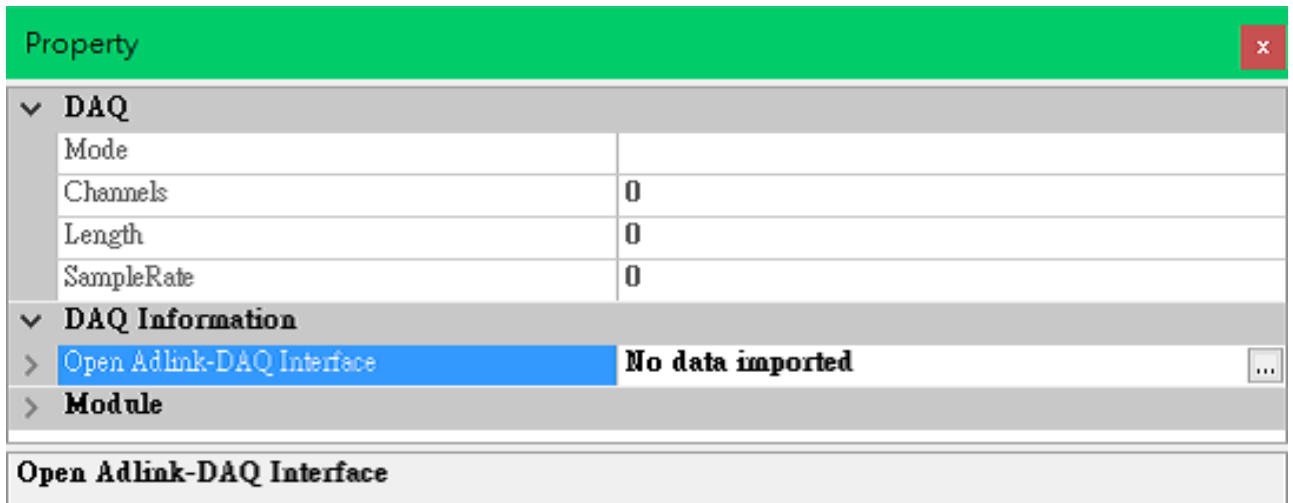 Property
x
DAQ
Mode
Channels 0
Length 0
SampleRate 0
DAQ Information
Open Adlink-DAQ Interface No data imported ...
Module
Open Adlink-DAQ Interface